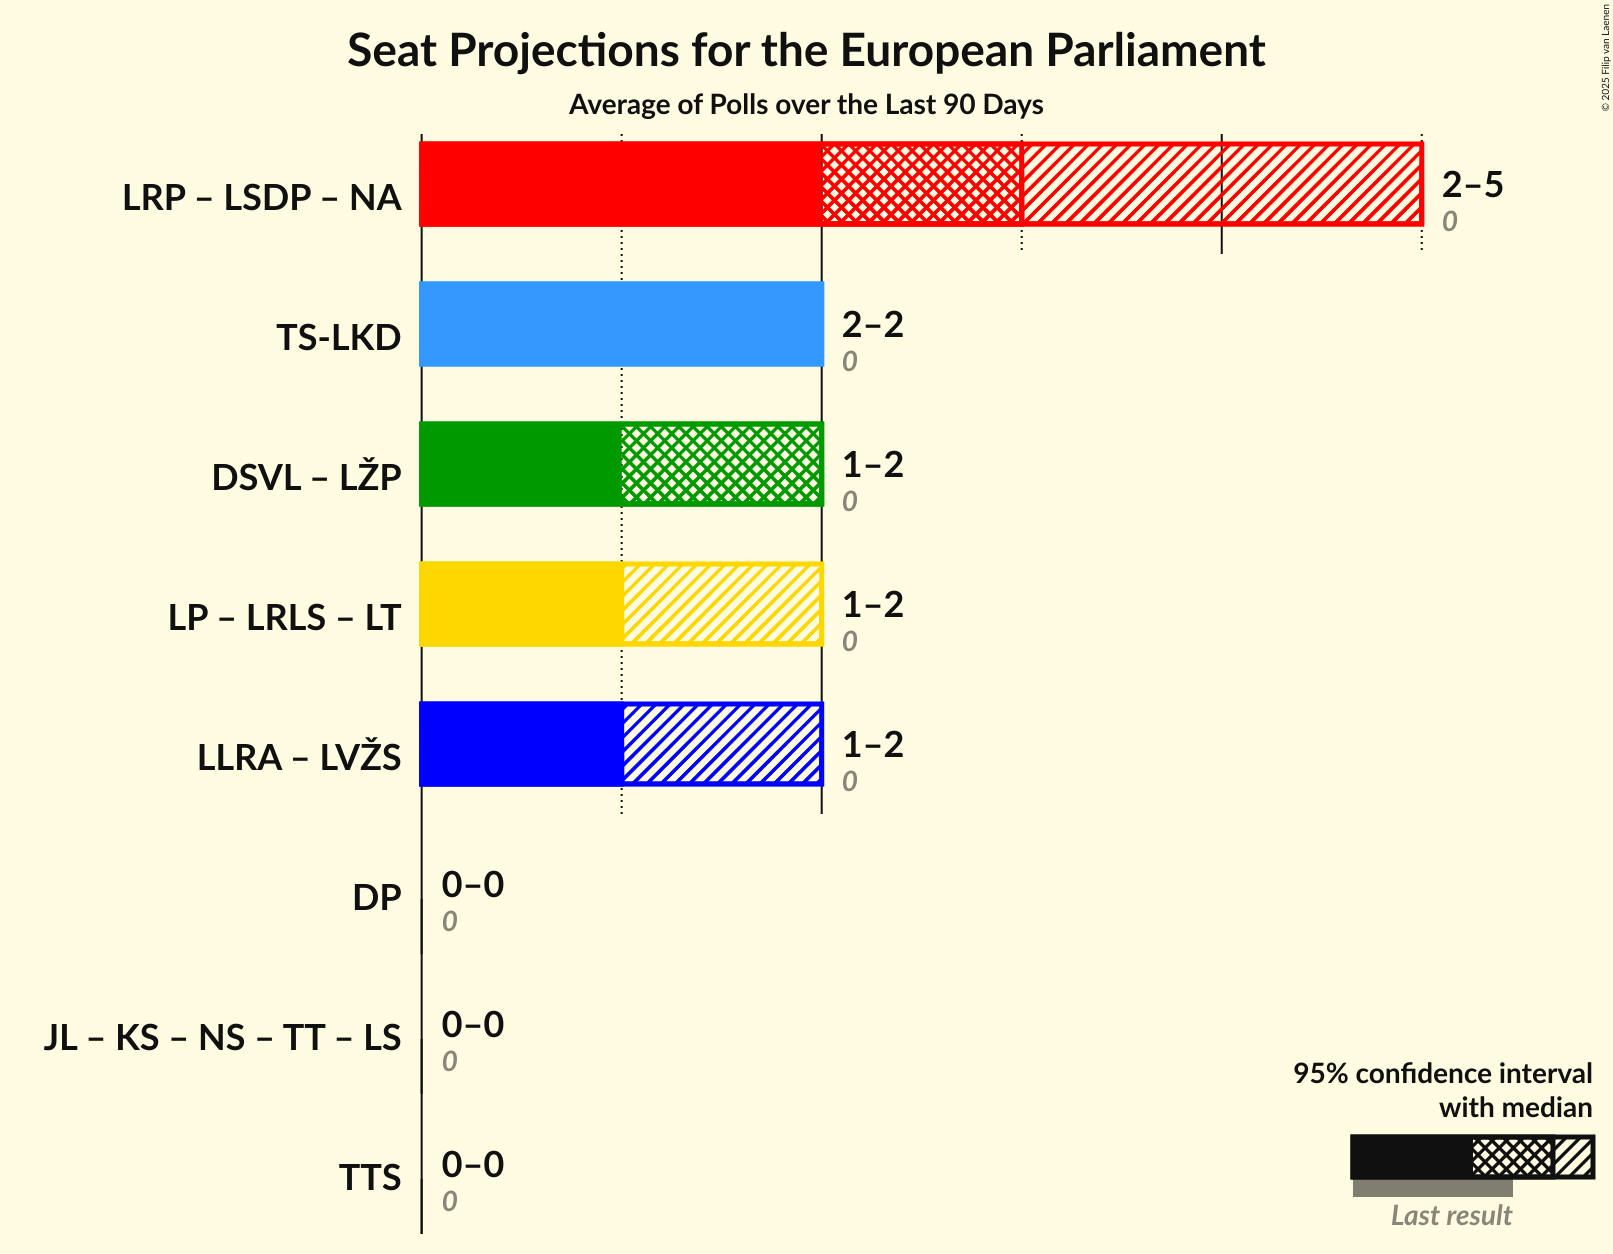 Seat Projections for the European Parliament
Average of Polls over the Last 90 Days
© 2025 Filip van Laenen
LRP – LSDP – NA
2–5
0
TS-LKD
2–2
0
DSVL – LŽP
1–2
0
LP – LRLS – LT
1–2
0
LLRA – LVŽS
1–2
0
DP
0–0
0
JL – KS – NS – TT – LS
0–0
0
TTS
0–0
0
95% confidence interval
with median
Last result